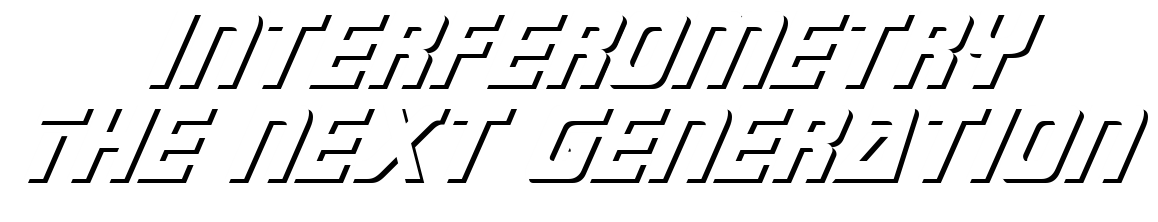 INTERFEROMETRY
THE NEXT GENERATION